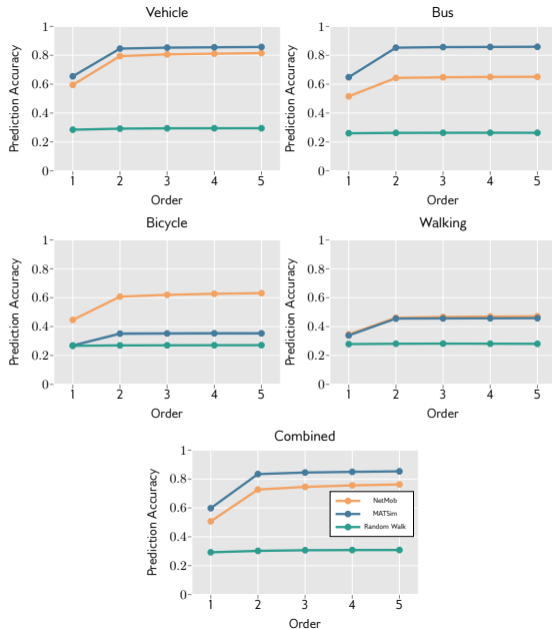 Vehicle
Bus
Prediction Accuracy
1
0.8
0.6
0.4
0.2
0
1 2 3 4 5
Order
Prediction Accuracy
1
0.8
0.6
0.4
0.2
0
1 2 3 4 5
Order
Bicycle
Walking
Prediction Accuracy
1
0.8
0.6
0.4
0.2
0
1 2 3 4 5
Order
Prediction Accuracy
1
0.8
0.6
0.4
0.2
0
1 2 3 4 5
Order
Combined
Prediction Accuracy
1
0.8
0.6
0.4
0.2
0
1 2 3 4 5
Order
NetMob
MATSim
Random Walk